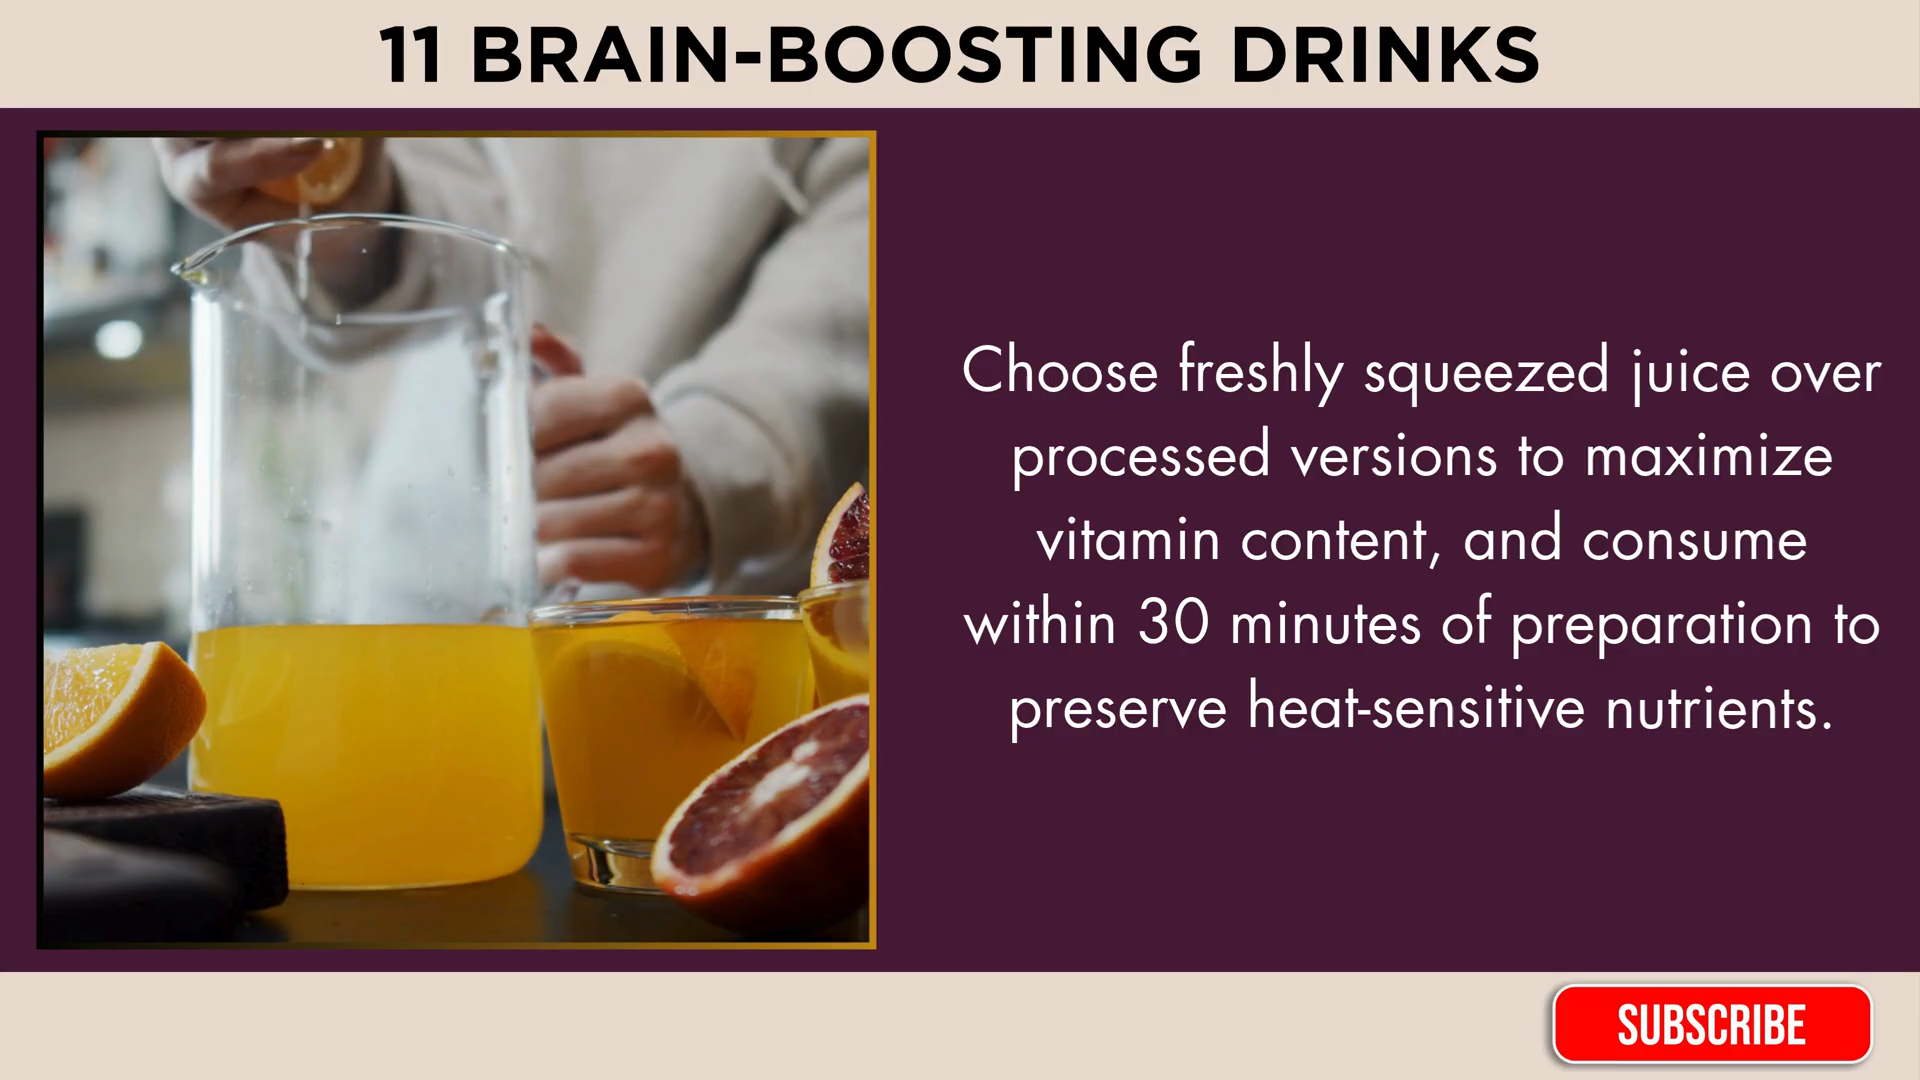 11 BRAIN-BOOSTING DRINKS
Choose freshly squeezed juice over
processed versions to maximize
vitamin content, and consume
within 30 minutes of preparation to
preserve heat-sensitive nutrients.
SUBSCRIBE